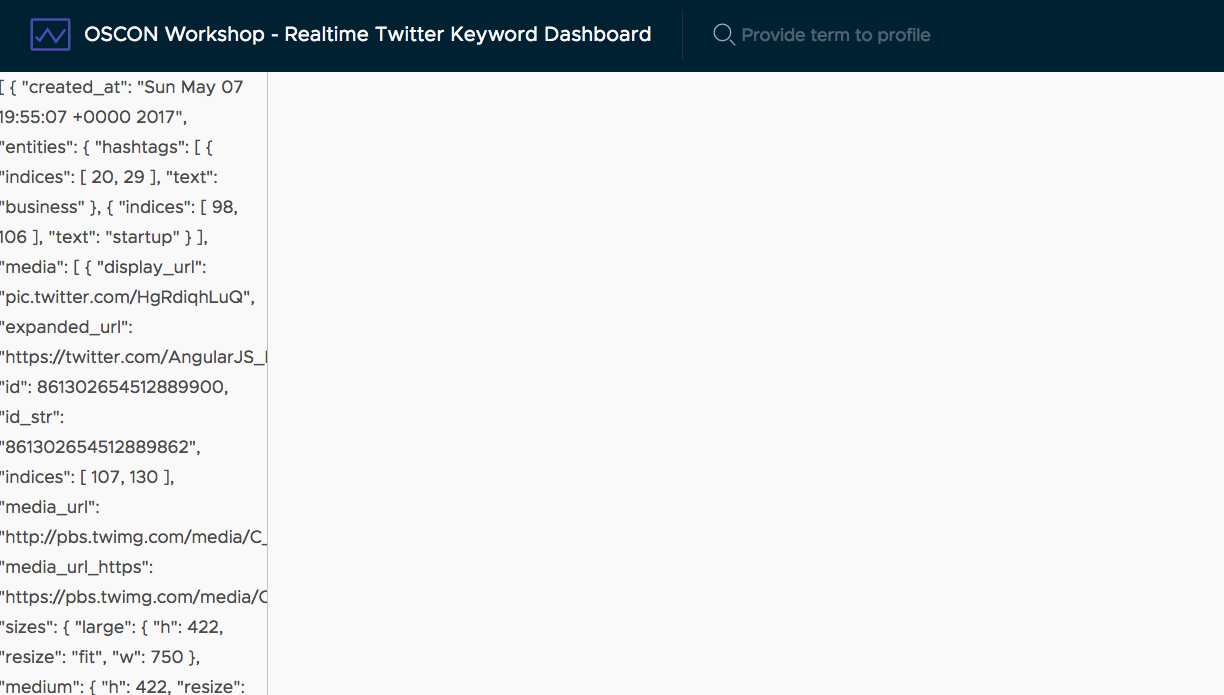 OSCON Workshop - Realtime Twitter Keyword Dashboard
Provide term to profile
[ { "created_at": "Sun May 07
19:55:07 +0000 2017",
"entities": { "hashtags": [ {
"indices": [ 20, 29 ], "text":
"business" }, { "indices": [ 98,
106 ], "text": "startup" } ],
"media": [ { "display_url":
"pic.twitter.com/HgRdiqhLuQ",
"expanded_url":
"https://twitter.com/AngularJS_
"id": 861302654512889900,
"id_str":
"861302654512889862",
"indices": [ 107, 130 ],
"media_url":
"http://pbs.twimg.com/media/C_
"media_url_https":
"https://pbs.twimg.com/media/C
"sizes": { "large": { "h": 422,
"resize": "fit", "w": 750 },
"medium": { "h": 422, "resize":